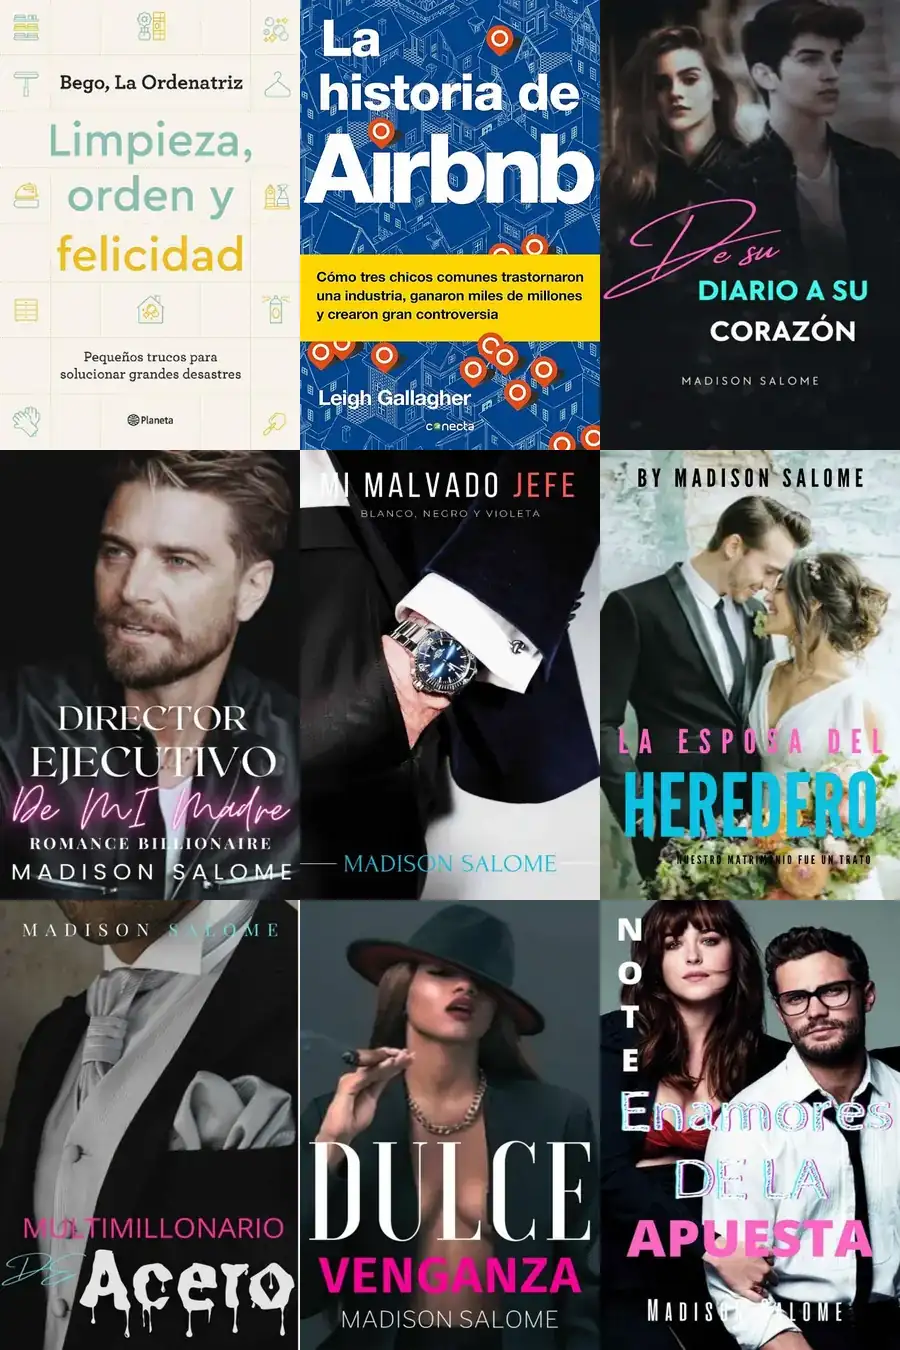 Bego, La Ordenatriz
Limpieza,
orden y
felicidad
Pequeños trucos para
solucionar grandes desastres
Planeta
La
historia de
Airbnb
Cómo tres chicos comunes trastornaron
una industria, ganaron miles de millones
y crearon gran controversia
Leigh Gallagher
conecta
De su
DIARIO A SU
CORAZÓN
MADISON SALOME
DIRECTOR
EJECUTIVO
De MI Madre
ROMANCE BILLIONAIRE
MADISON SALOME
MI MALVADO JEFE
BLANCO, NEGRO Y VIOLETA
MADISON SALOME
BY MADISON SALOME
LA ESPOSA DEL
HEREDERO
NUESTRO MATRIMONIO FUE UN TRATO
MADISON SALOME
MULTIMILLONARIO
DE Acero
DULCE
VENGANZA
MADISON SALOME
NO TE
Enamores
DE LA
APUESTA
MADISON SALOME